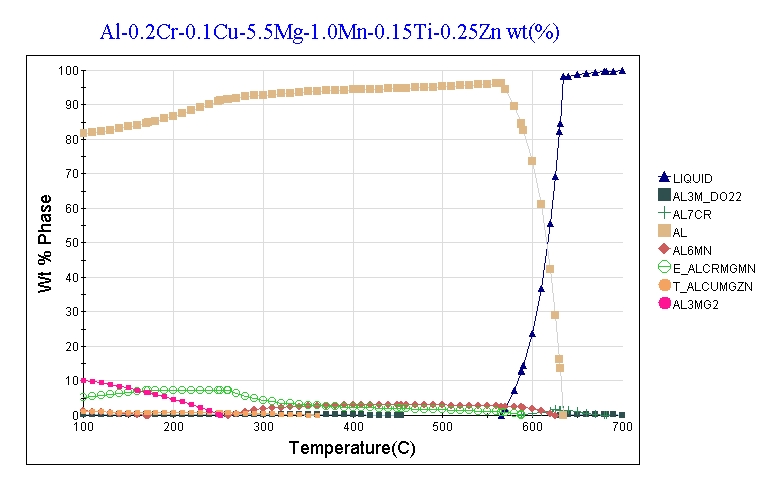 Al-0.2Cr-0.1Cu-5.5Mg-1.0Mn-0.15Ti-0.25Zn wt(%)
100
90
80
70
60
50
40
30
20
10
0
Wt % Phase
100 200 300 400 500 600 700
Temperature(C)
LIQUID
AL3M_DO22
AL7CR
AL
AL6MN
E_ALCRMGMN
T_ALCUMGZN
AL3MG2